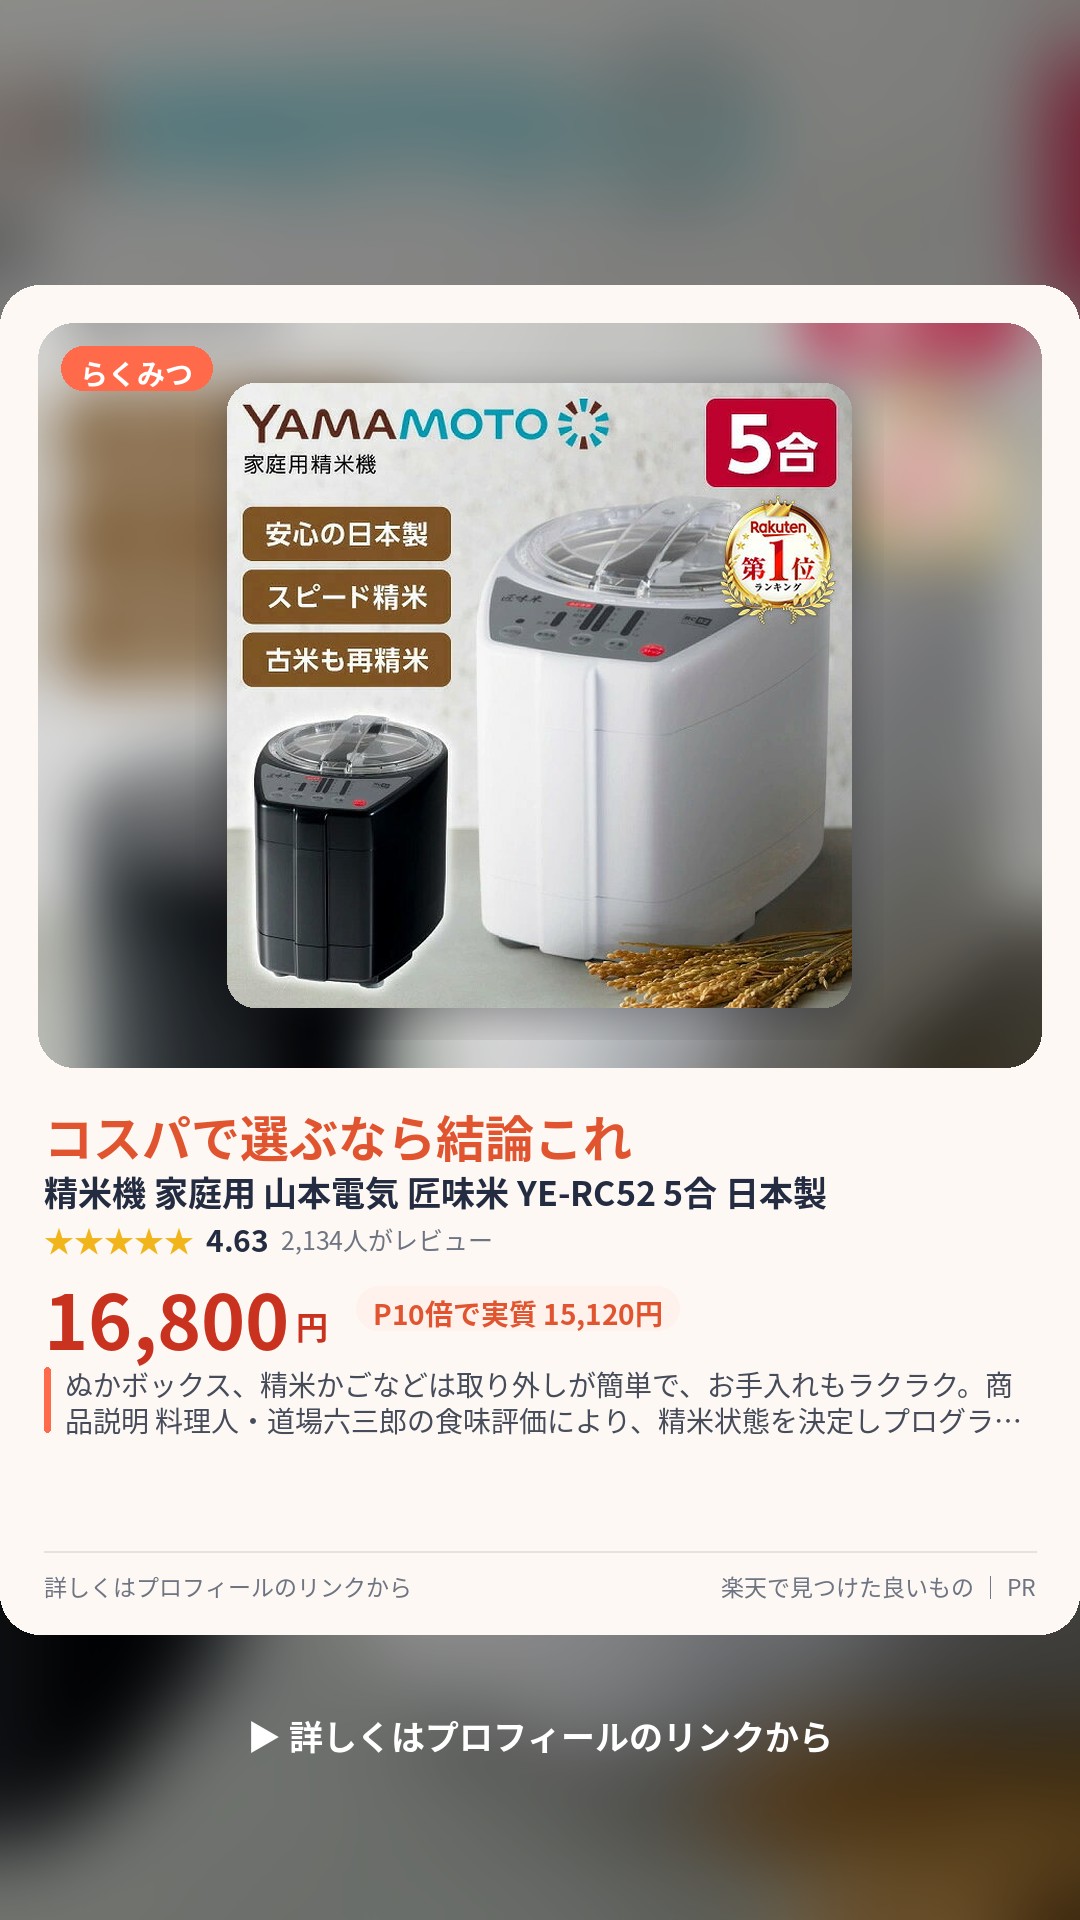 らくみつ
YAMAMOTO
家庭用精米機
5合
安心の日本製
スピード精米
古米も再精米
Rakuten
第1位
ランキング
匠味米
コスパで選ぶなら結論これ
精米機 家庭用 山本電気 匠味米 YE-RC52 5合 日本製
★★★★★ 4.63 2,134人がレビュー
16,800円 P10倍で実質 15,120円
ぬかボックス、精米かごなどは取り外しが簡単で、お手入れもラクラク。商
品説明 料理人・道場六三郎の食味評価により、精米状態を決定しプログラ…
詳しくはプロフィールのリンクから
楽天で見つけた良いもの｜PR
▶ 詳しくはプロフィールのリンクから